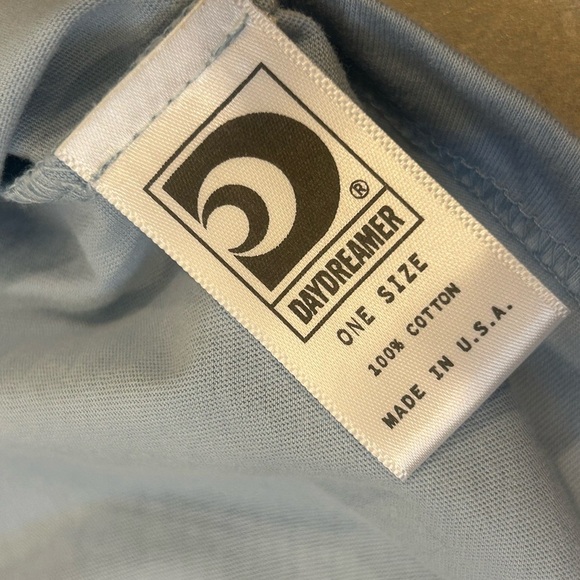 ®
DAYDREAMER
ONE SIZE
100% COTTON
MADE IN U.S.A.